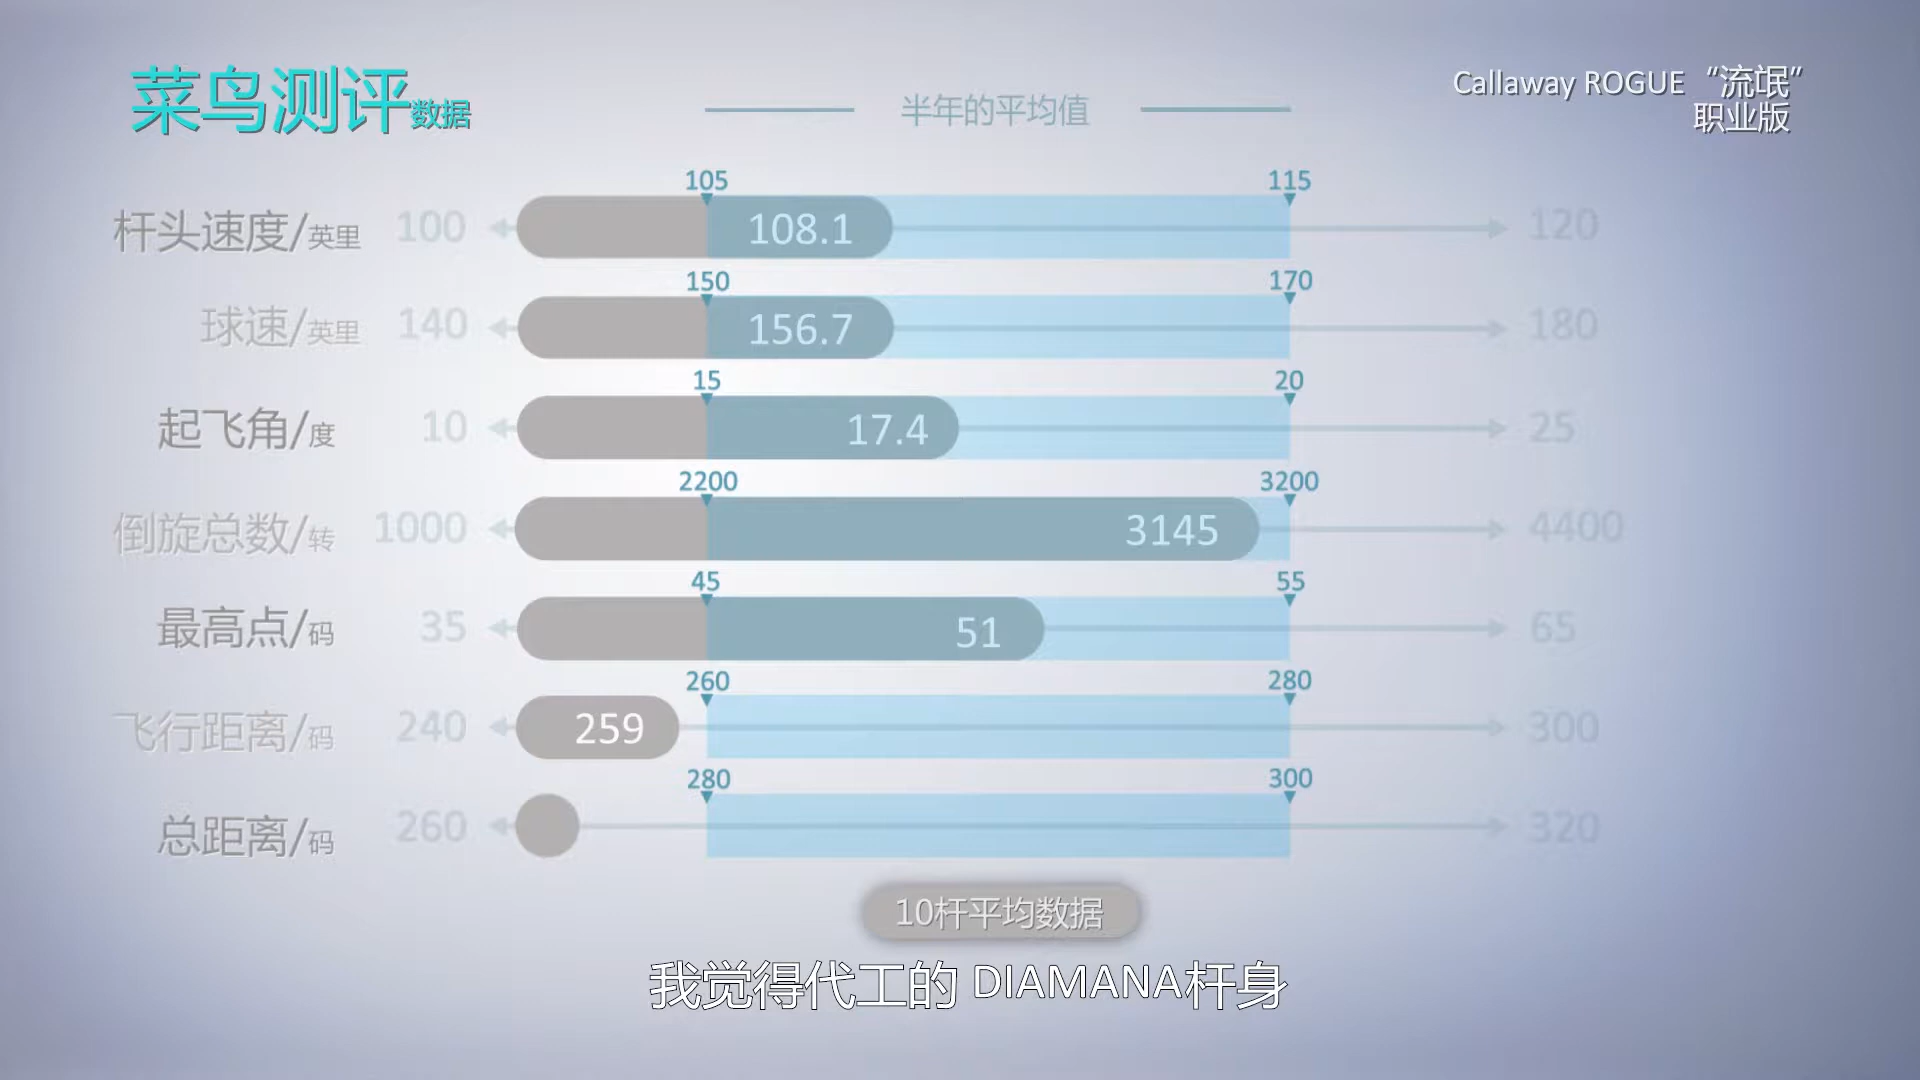 菜鸟测评数据
半年的平均值
Callaway ROGUE “流氓”
职业版
105 115
杆头速度/英里 100 108.1 120
150 170
球速/英里 140 156.7 180
15 20
起飞角/度 10 17.4 25
2200 3200
倒旋总数/转 1000 3145 4400
45 55
最高点/码 35 51 65
260 280
飞行距离/码 240 259 300
280 300
总距离/码 260 320
10杆平均数据
我觉得代工的 DIAMANA杆身